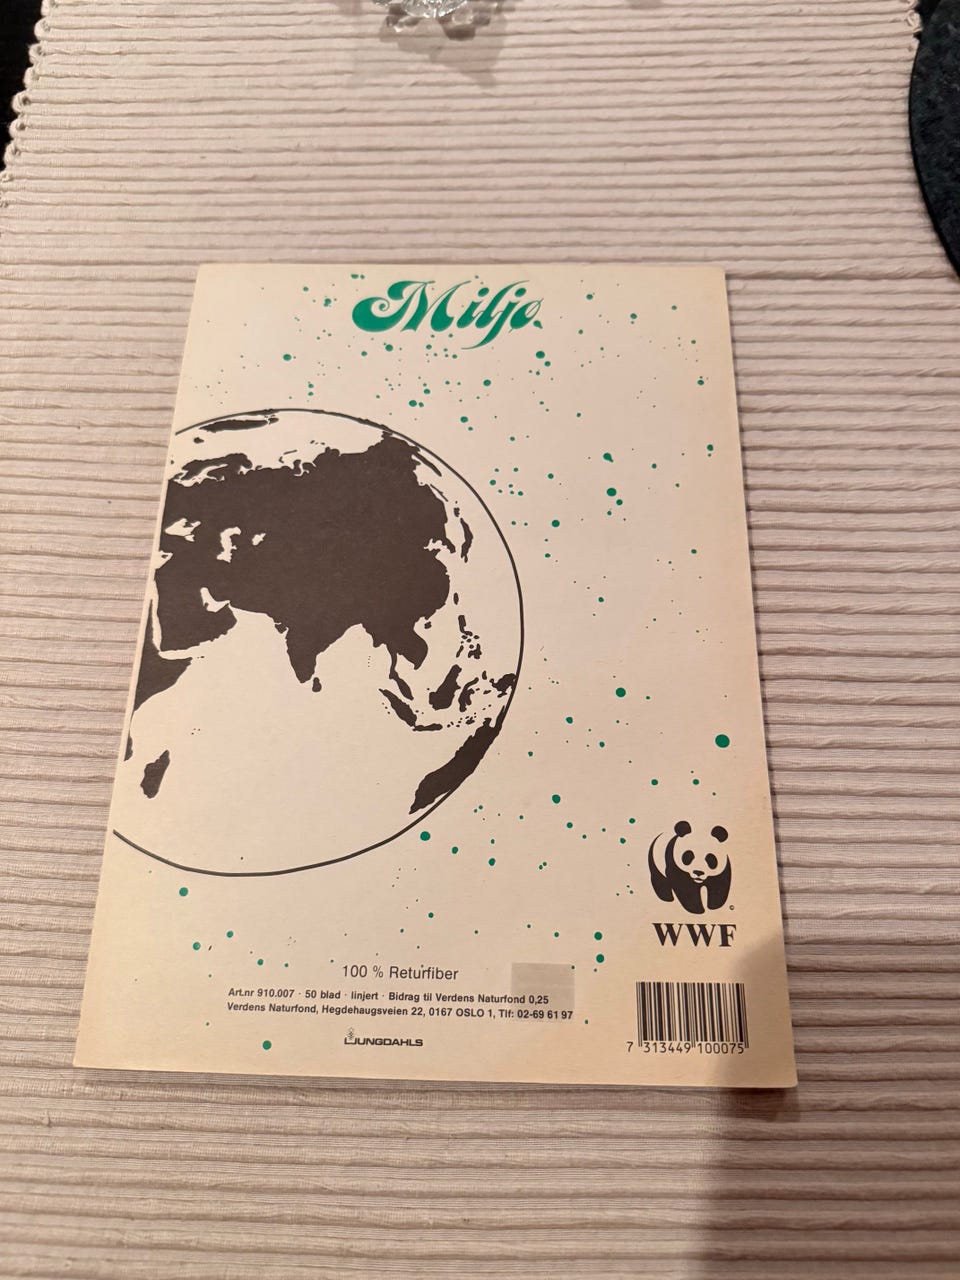 Miljø
©
WWF
100 % Returfiber
Art.nr 910.007 · 50 blad · linjert · Bidrag til Verdens Naturfond 0,25
Verdens Naturfond, Hegdehaugsveien 22, 0167 OSLO 1, Tlf: 02-69 61 97
LJUNGDAHLS
7 313449 100075